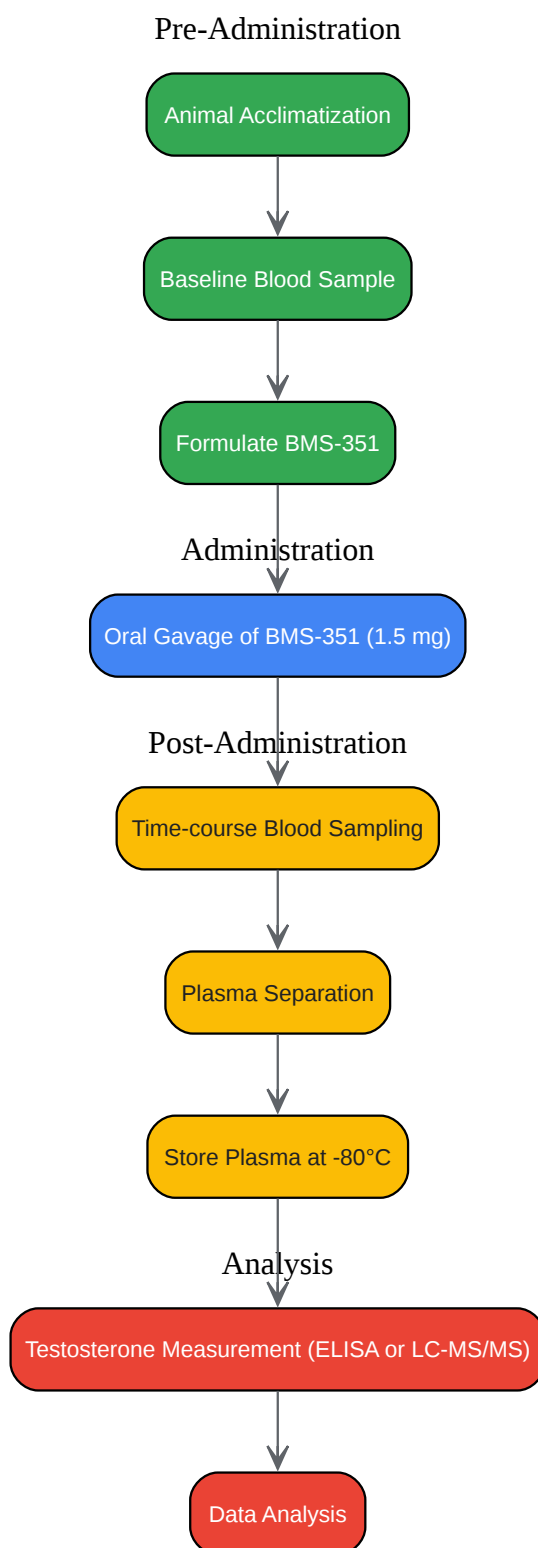 Pre-Administration
Animal Acclimatization
Baseline Blood Sample
Formulate BMS-351
Administration
Oral Gavage of BMS-351 (1.5 mg)
Post-Administration
Time-course Blood Sampling
Plasma Separation
Store Plasma at -80°C
Analysis
Testosterone Measurement (ELISA or LC-MS/MS)
Data Analysis